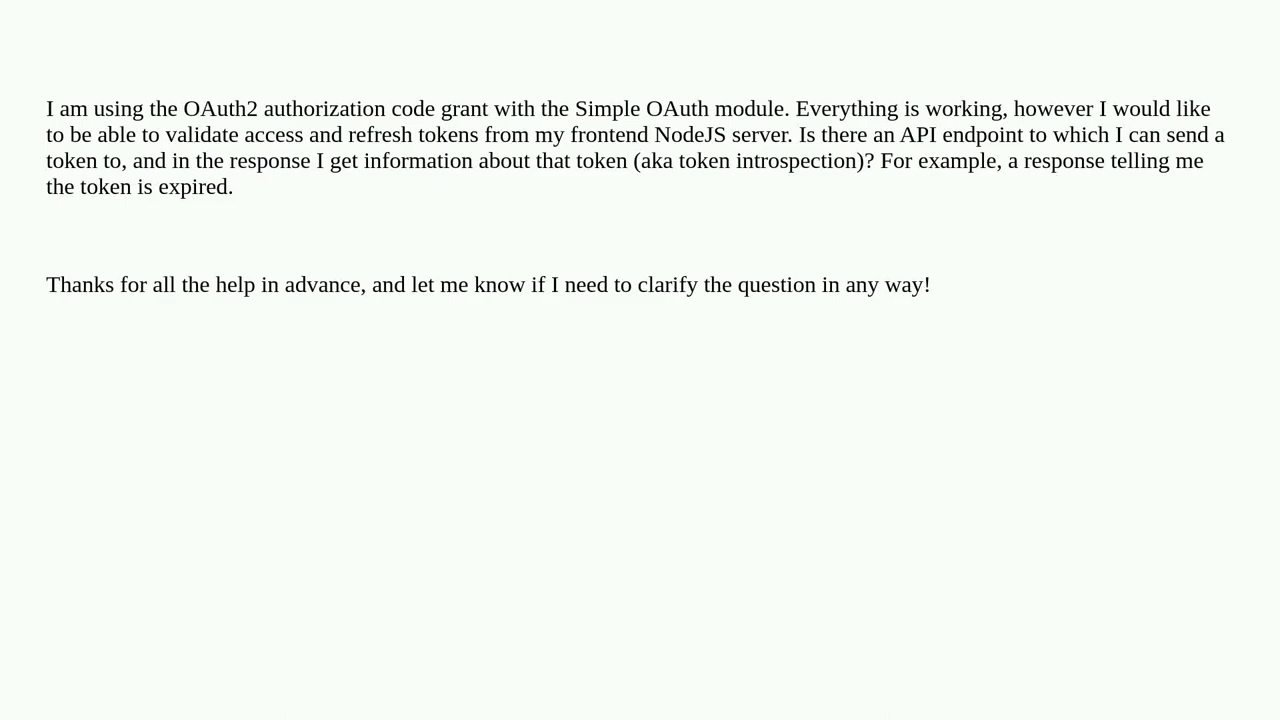 I am using the OAuth2 authorization code grant with the Simple OAuth module. Everything is working, however I would like
to be able to validate access and refresh tokens from my frontend NodeJS server. Is there an API endpoint to which I can send a
token to, and in the response I get information about that token (aka token introspection)? For example, a response telling me
the token is expired.
Thanks for all the help in advance, and let me know if I need to clarify the question in any way!